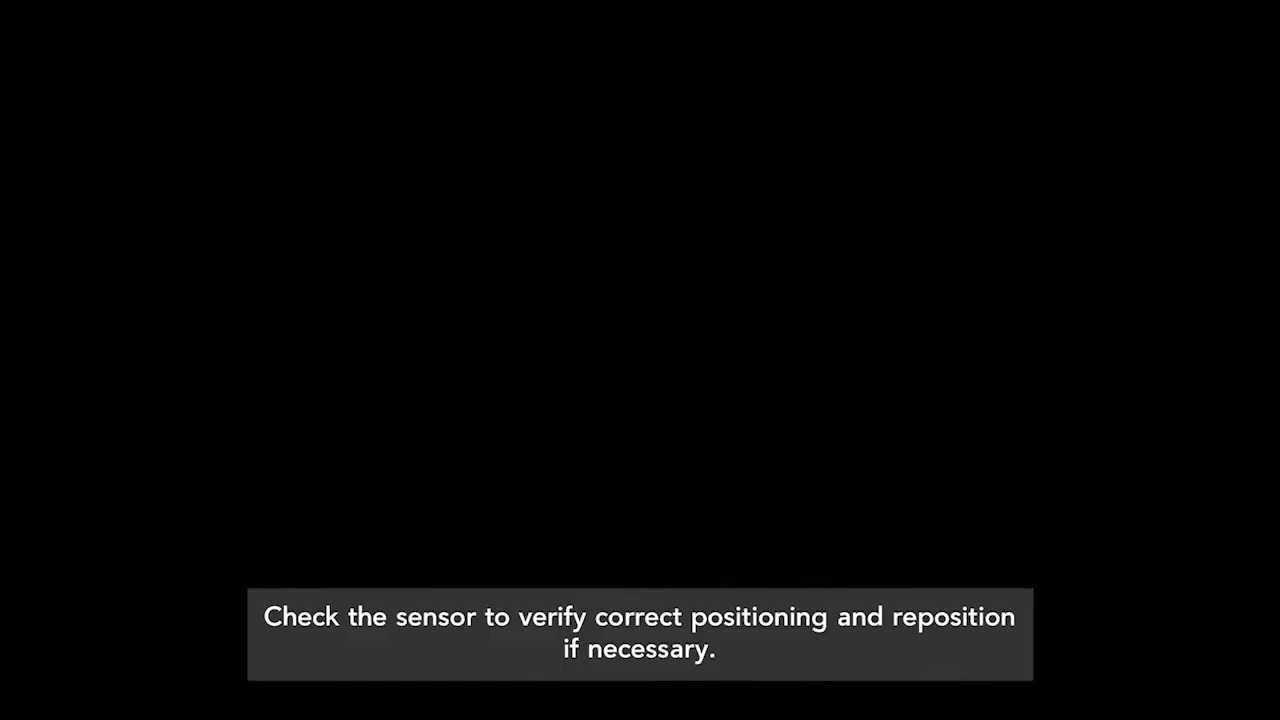 Check the sensor to verify correct positioning and reposition
if necessary.